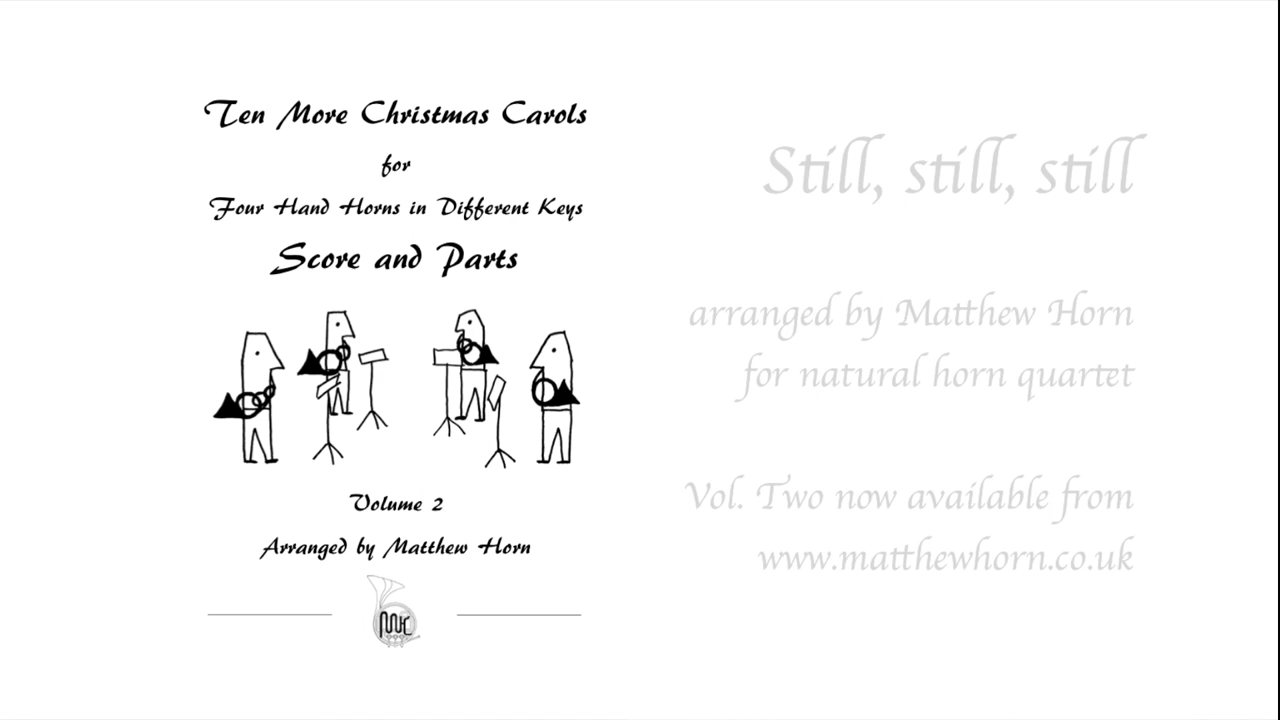 Ten More Christmas Carols
for
Four Hand Horns in Different Keys
Score and Parts
Volume 2
Arranged by Matthew Horn
Still, still, still
arranged by Matthew Horn
for natural horn quartet
Vol. Two now available from
www.matthewhorn.co.uk